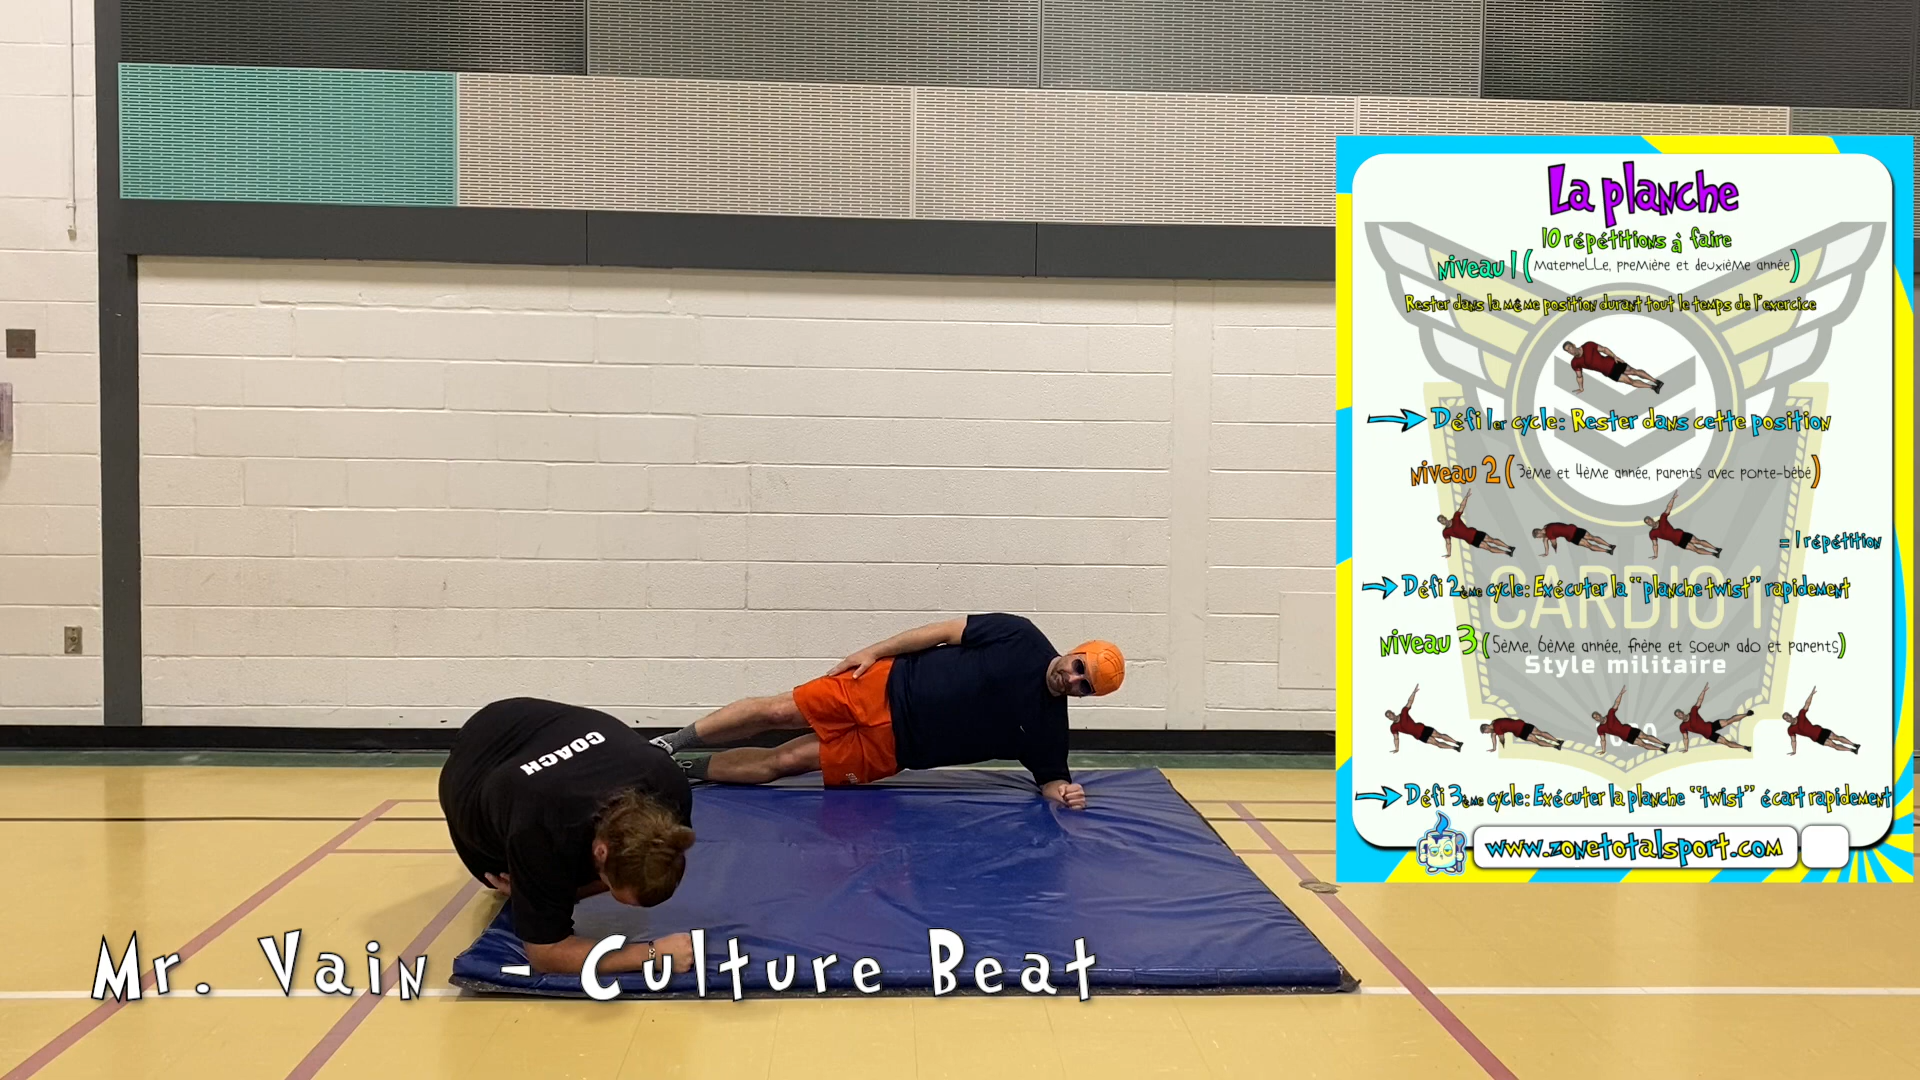 La planche
10 répétitions à faire
Niveau 1 (Maternelle, première et deuxième année)
Rester dans la même position durant tout le temps de l'exercice
Défi 1er cycle: Rester dans cette position
Niveau 2 (3ème et 4ème année, parents avec porte-bébé)
= 1 répétition
CARDIO 1
Défi 2ème cycle: Exécuter la "planche twist" rapidement
Niveau 3 (5ème, 6ème année, frère et soeur ado et parents)
Style militaire
Défi 3ème cycle: Exécuter la planche "twist" écart rapidement
www.zonetotalsport.com
COACH
Mr. Vain - Culture Beat